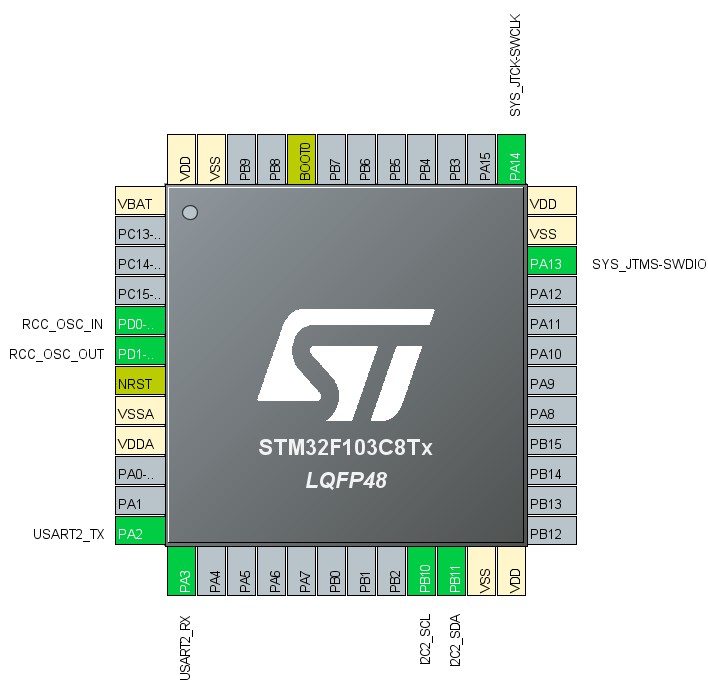 SYS_JTCK-SWCLK
VDD
VSS
PB9
PB8
BOOT0
PB7
PB6
PB5
PB4
PB3
PA15
PA14
VBAT
PC13-..
PC14-..
PC15-..
RCC_OSC_IN PD0-..
RCC_OSC_OUT PD1-..
NRST
VSSA
VDDA
PA0-..
PA1
USART2_TX PA2
ST
STM32F103C8Tx
LQFP48
VDD
VSS
PA13 SYS_JTMS-SWDIO
PA12
PA11
PA10
PA9
PA8
PB15
PB14
PB13
PB12
PA3
PA4
PA5
PA6
PA7
PB0
PB1
PB2
PB10
PB11
VSS
VDD
USART2_RX
I2C2_SCL
I2C2_SDA